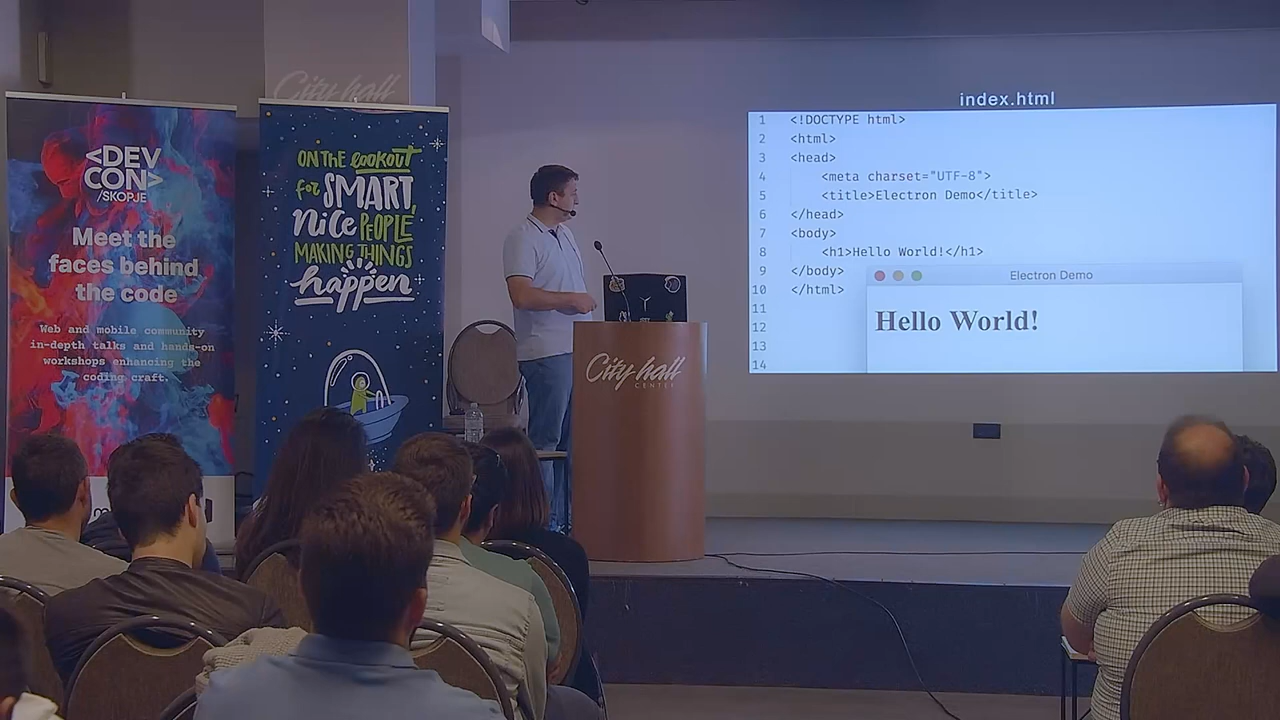 City hall
<DEV
CON>
/SKOPJE
Meet the
faces behind
the code
Web and mobile community
in-depth talks and hands-on
workshops enhancing the
coding craft.
ON THE lookout
for SMART,
Nice PEOPLE
MAKING THINGS
happen
City hall
CENTER
index.html
1 <!DOCTYPE html>
2 <html>
3 <head>
4 <meta charset="UTF-8">
5 <title>Electron Demo</title>
6 </head>
7 <body>
8 <h1>Hello World!</h1>
9 </body>
10 </html>
11
12
13
14
Electron Demo
Hello World!